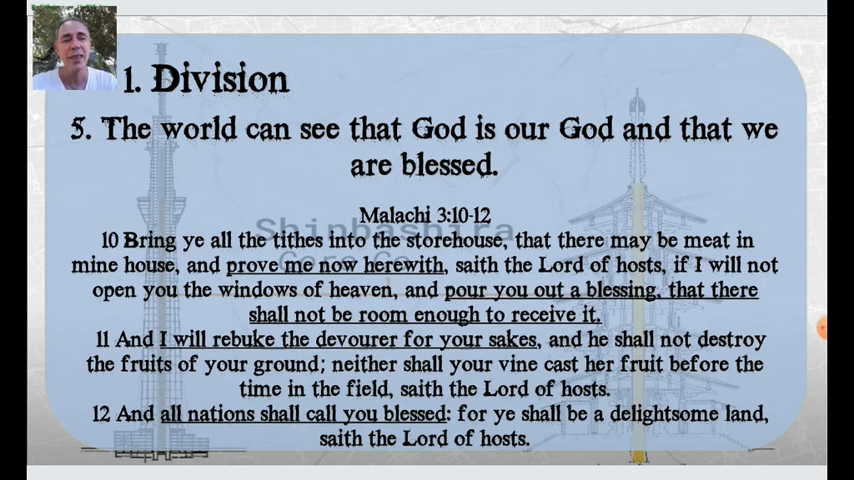 1. Division
5. The world can see that God is our God and that we
are blessed.
Malachi 3:10-12
10 Bring ye all the tithes into the storehouse, that there may be meat in
mine house, and prove me now herewith, saith the Lord of hosts, if I will not
open you the windows of heaven, and pour you out a blessing, that there
shall not be room enough to receive it.
11 And I will rebuke the devourer for your sakes, and he shall not destroy
the fruits of your ground; neither shall your vine cast her fruit before the
time in the field, saith the Lord of hosts.
12 And all nations shall call you blessed: for ye shall be a delightsome land,
saith the Lord of hosts.
Shinbashira